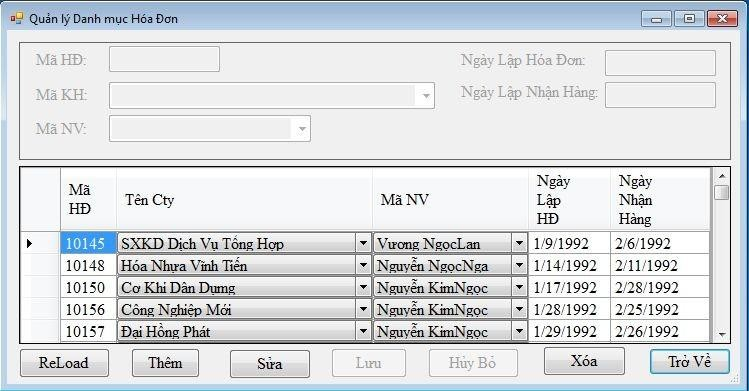 Quản lý Danh mục Hóa Đơn
Mã HĐ:
Ngày Lập Hóa Đơn:
Mã KH:
Ngày Lập Nhận Hàng:
Mã NV:
Mã HĐ Tên Cty Mã NV Ngày Lập HĐ Ngày Nhận Hàng
10145 SXKD Dịch Vụ Tổng Hợp Vương NgọcLan 1/9/1992 2/6/1992
10148 Hóa Nhựa Vĩnh Tiến Nguyễn NgọcNga 1/14/1992 2/11/1992
10150 Cơ Khi Dân Dụng Nguyễn KimNgọc 1/17/1992 2/28/1992
10156 Công Nghiệp Mới Nguyễn KimNgọc 1/28/1992 2/25/1992
10157 Đại Hồng Phát Nguyễn KimNgọc 1/29/1992 2/26/1992
ReLoad Thêm Sửa Lưu Hủy Bỏ Xóa Trở Về